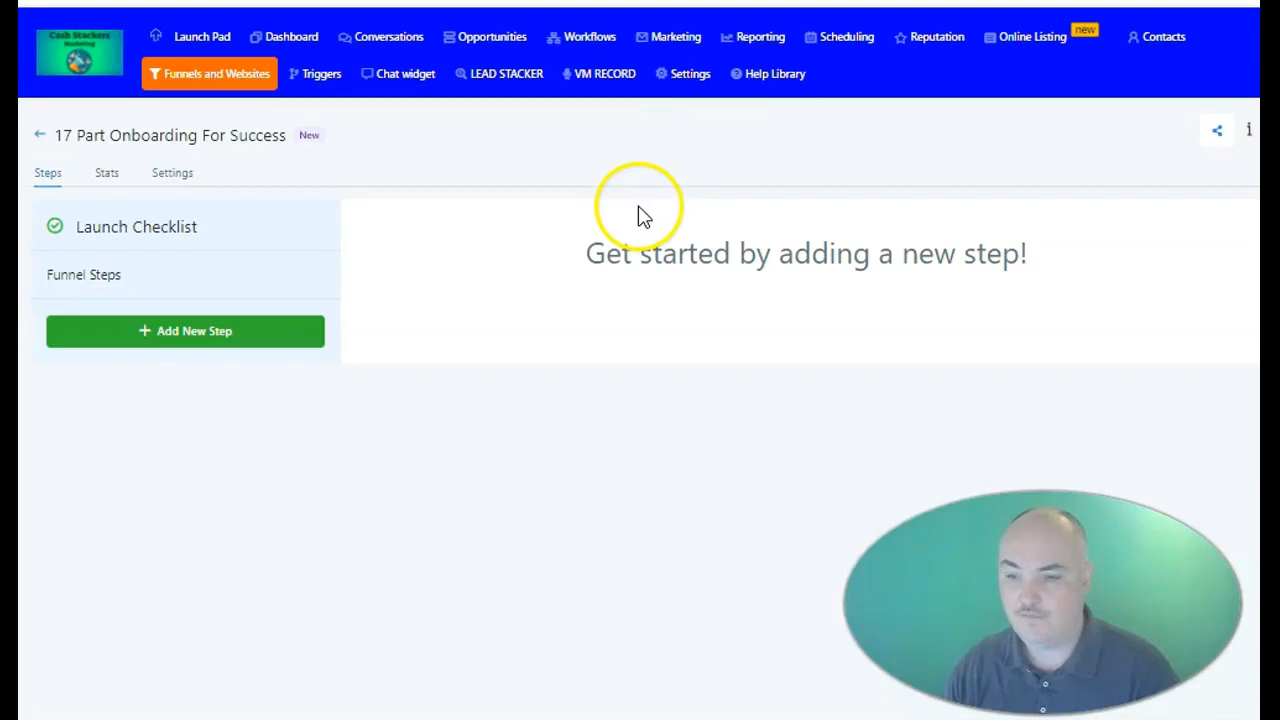 Cash Stackers
Marketing
Launch Pad Dashboard Conversations Opportunities Workflows Marketing Reporting Scheduling Reputation Online Listing new Contacts
Funnels and Websites Triggers Chat widget LEAD STACKER VM RECORD Settings Help Library
17 Part Onboarding For Success New
Steps Stats Settings
Launch Checklist
Get started by adding a new step!
Funnel Steps
+ Add New Step